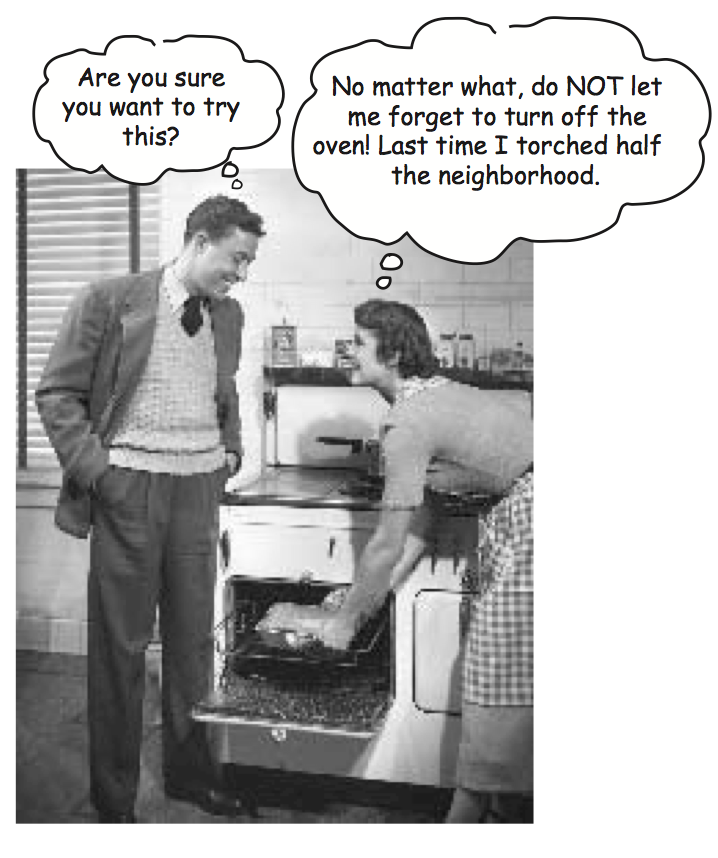 Are you sure
you want to try
this?
No matter what, do NOT let
me forget to turn off the
oven! Last time I torched half
the neighborhood.